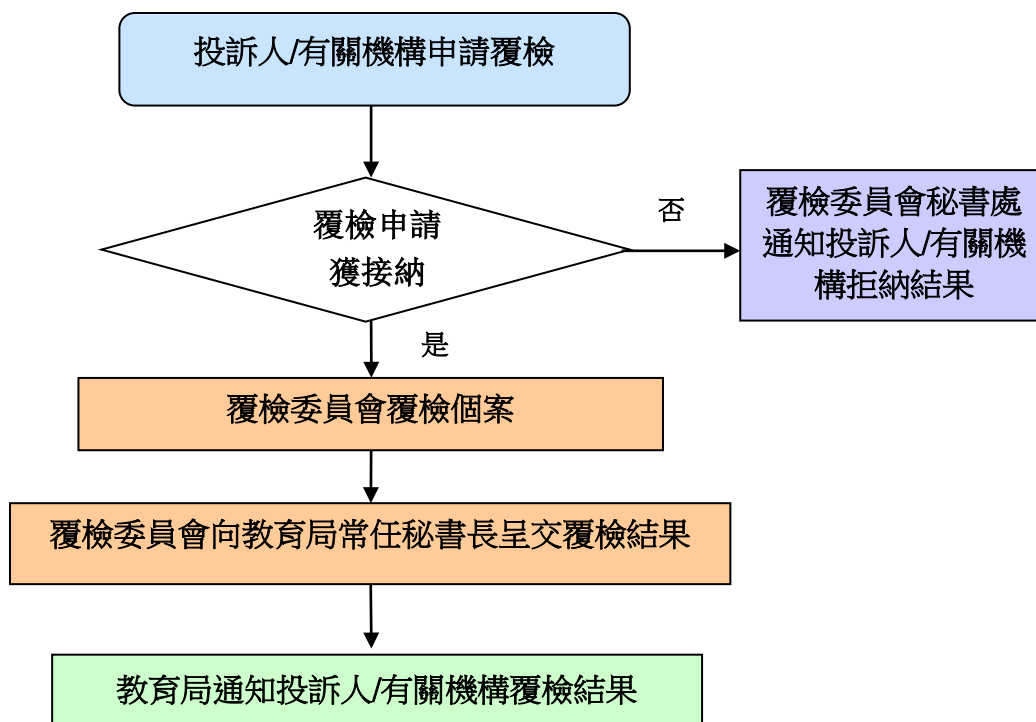 投訴人/有關機構申請覆檢
覆檢申請
獲接納
否
覆檢委員會秘書處
通知投訴人/有關機
構拒納結果
是
覆檢委員會覆檢個案
覆檢委員會向教育局常任秘書長呈交覆檢結果
教育局通知投訴人/有關機構覆檢結果